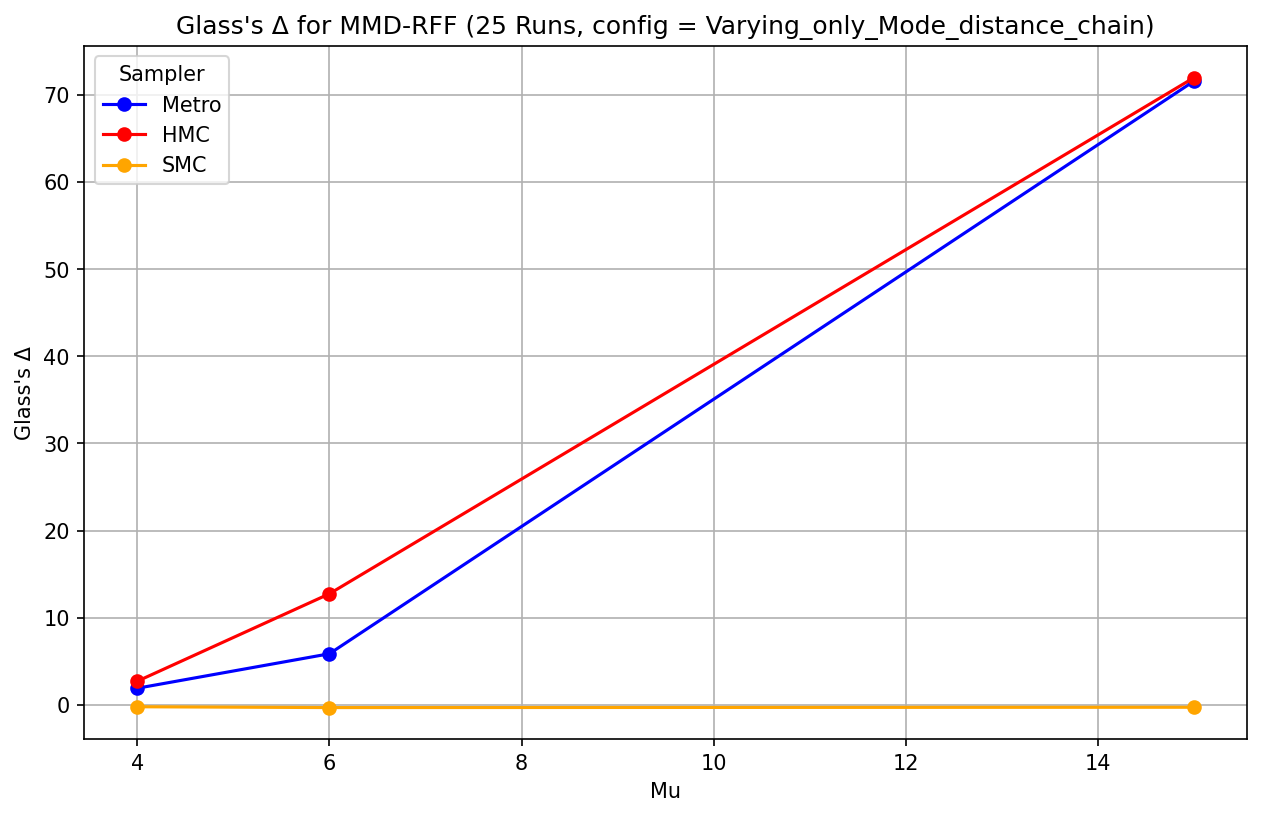 Glass's Δ for MMD-RFF (25 Runs, config = Varying_only_Mode_distance_chain)
Sampler
Metro
HMC
SMC
Glass's Δ
70
60
50
40
30
20
10
0
4
6
8
10
12
14
Mu